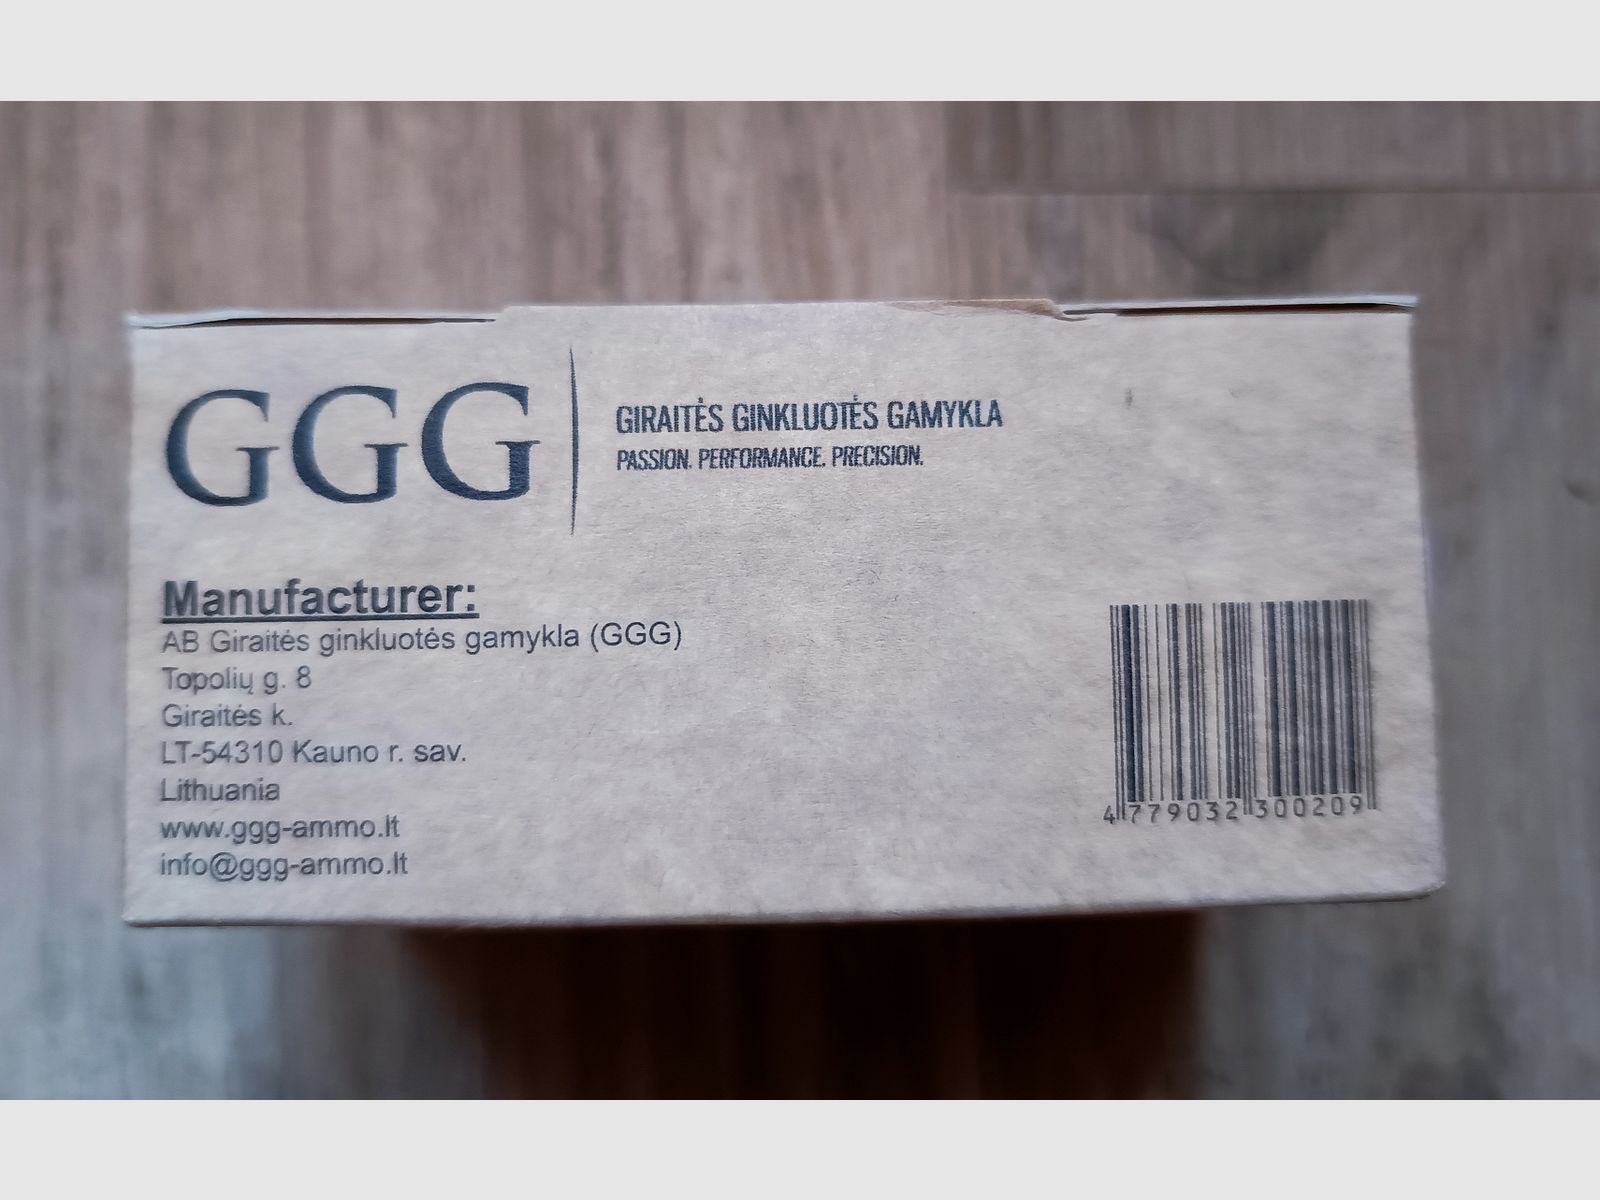 GGG
GIRAITĖS GINKLUOTĖS GAMYKLA
PASSION. PERFORMANCE. PRECISION.
Manufacturer:
AB Giraitės ginkluotės gamykla (GGG)
Topolių g. 8
Giraitės k.
LT-54310 Kauno r. sav.
Lithuania
www.ggg-ammo.lt
info@ggg-ammo.lt
4779032300209